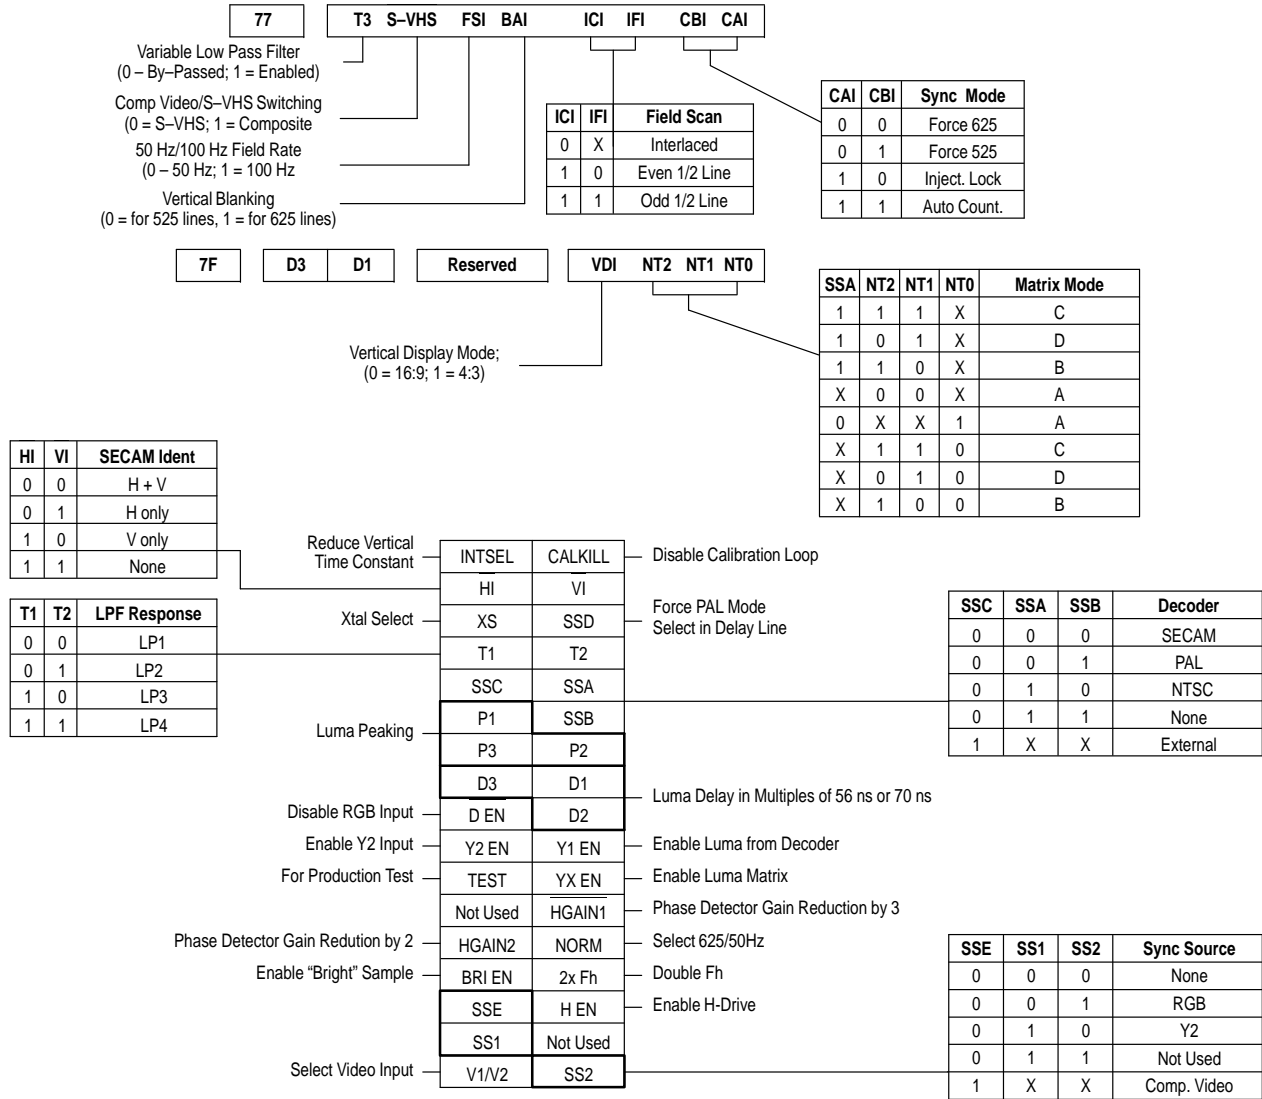 77 T3 S–VHS FSI BAI ICI IFI CBI CAI
Variable Low Pass Filter
(0 – By–Passed; 1 = Enabled)
Comp Video/S–VHS Switching
(0 = S–VHS; 1 = Composite
50 Hz/100 Hz Field Rate
(0 – 50 Hz; 1 = 100 Hz
Vertical Blanking
(0 = for 525 lines, 1 = for 625 lines)
ICI IFI Field Scan
0 X Interlaced
1 0 Even 1/2 Line
1 1 Odd 1/2 Line
CAI CBI Sync Mode
0 0 Force 625
0 1 Force 525
1 0 Inject. Lock
1 1 Auto Count.
7F D3 D1 Reserved VDI NT2 NT1 NT0
Vertical Display Mode;
(0 = 16:9; 1 = 4:3)
SSA NT2 NT1 NT0 Matrix Mode
1 1 1 X C
1 0 1 X D
1 1 0 X B
X 0 0 X A
0 X X 1 A
X 1 1 0 C
X 0 1 0 D
X 1 0 0 B
HI VI SECAM Ident
0 0 H + V
0 1 H only
1 0 V only
1 1 None
T1 T2 LPF Response
0 0 LP1
0 1 LP2
1 0 LP3
1 1 LP4
Reduce Vertical
Time Constant
INTSEL CALKILL Disable Calibration Loop
HI VI
Xtal Select XS SSD Force PAL Mode
Select in Delay Line
T1 T2
SSC SSA
Luma Peaking P1 SSB
P3 P2
D3 D1
Luma Delay in Multiples of 56 ns or 70 ns
Disable RGB Input D EN D2
Enable Y2 Input Y2 EN Y1 EN Enable Luma from Decoder
For Production Test TEST YX EN Enable Luma Matrix
Not Used HGAIN1 Phase Detector Gain Reduction by 3
Phase Detector Gain Redution by 2 HGAIN2 NORM Select 625/50Hz
Enable “Bright” Sample BRI EN 2x Fh Double Fh
SSE H EN Enable H-Drive
SS1 Not Used
Select Video Input V1/V2 SS2
SSC SSA SSB Decoder
0 0 0 SECAM
0 0 1 PAL
0 1 0 NTSC
0 1 1 None
1 X X External
SSE SS1 SS2 Sync Source
0 0 0 None
0 0 1 RGB
0 1 0 Y2
0 1 1 Not Used
1 X X Comp. Video